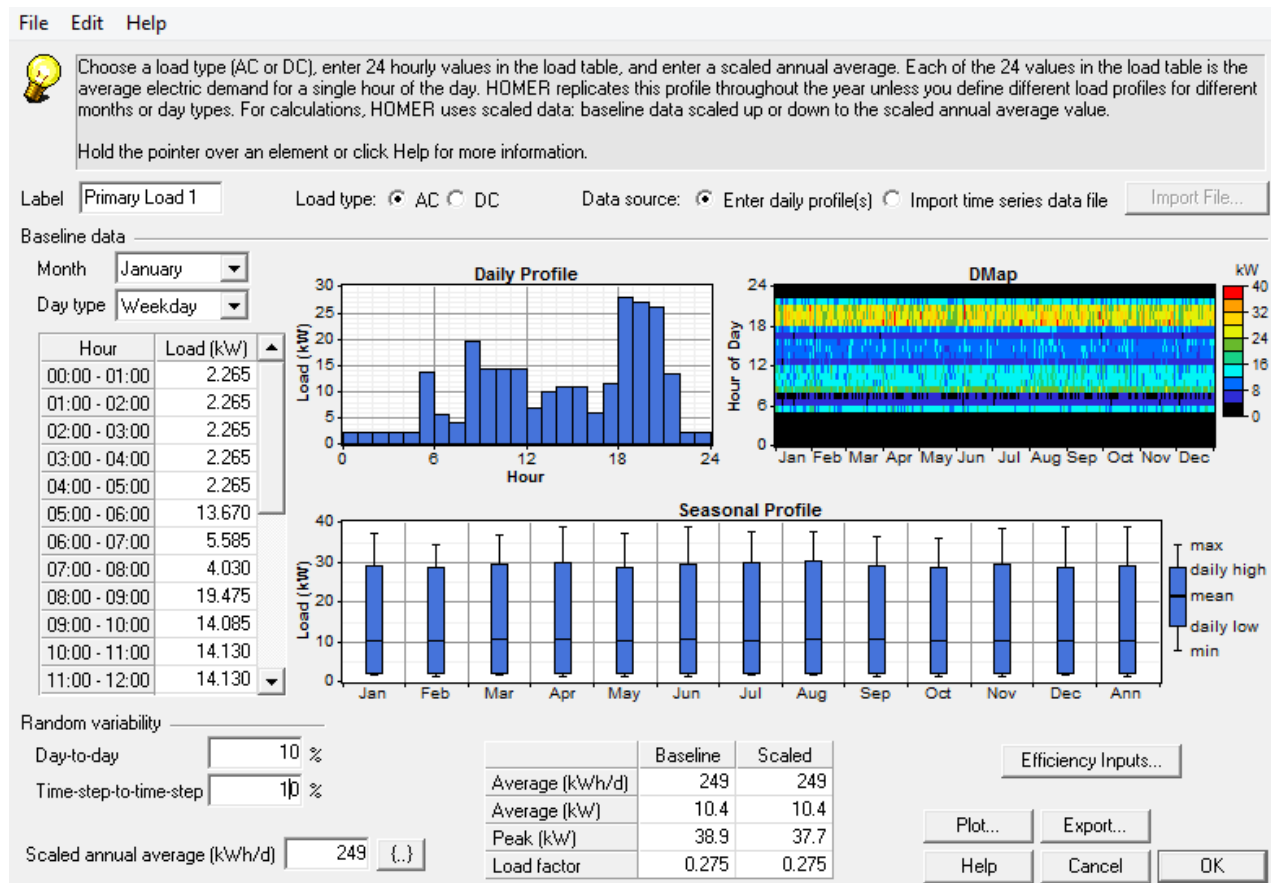 File Edit Help
Choose a load type (AC or DC), enter 24 hourly values in the load table, and enter a scaled annual average. Each of the 24 values in the load table is the
average electric demand for a single hour of the day. HOMER replicates this profile throughout the year unless you define different load profiles for different
months or day types. For calculations, HOMER uses scaled data: baseline data scaled up or down to the scaled annual average value.
Hold the pointer over an element or click Help for more information.
Label Primary Load 1 Load type: AC DC Data source: Enter daily profile(s) Import time series data file Import File...
Baseline data
Month January
Day type Weekday
Hour Load (kW)
00:00 - 01:00 2.265
01:00 - 02:00 2.265
02:00 - 03:00 2.265
03:00 - 04:00 2.265
04:00 - 05:00 2.265
05:00 - 06:00 13.670
06:00 - 07:00 5.585
07:00 - 08:00 4.030
08:00 - 09:00 19.475
09:00 - 10:00 14.085
10:00 - 11:00 14.130
11:00 - 12:00 14.130
Daily Profile
Load (kW)
30
25
20
15
10
5
0
0 6 12 18 24
Hour
DMap
Hour of Day
24
18
12
6
0
Jan Feb Mar Apr May Jun Jul Aug Sep Oct Nov Dec
kW
40
32
24
16
8
0
Seasonal Profile
Load (kW)
40
30
20
10
0
Jan Feb Mar Apr May Jun Jul Aug Sep Oct Nov Dec Ann
max
daily high
mean
daily low
min
Random variability
Day-to-day 10 %
Time-step-to-time-step 10 %
Scaled annual average (kWh/d) 249 {..}
Baseline Scaled
Average (kWh/d) 249 249
Average (kW) 10.4 10.4
Peak (kW) 38.9 37.7
Load factor 0.275 0.275
Efficiency Inputs...
Plot... Export...
Help Cancel OK